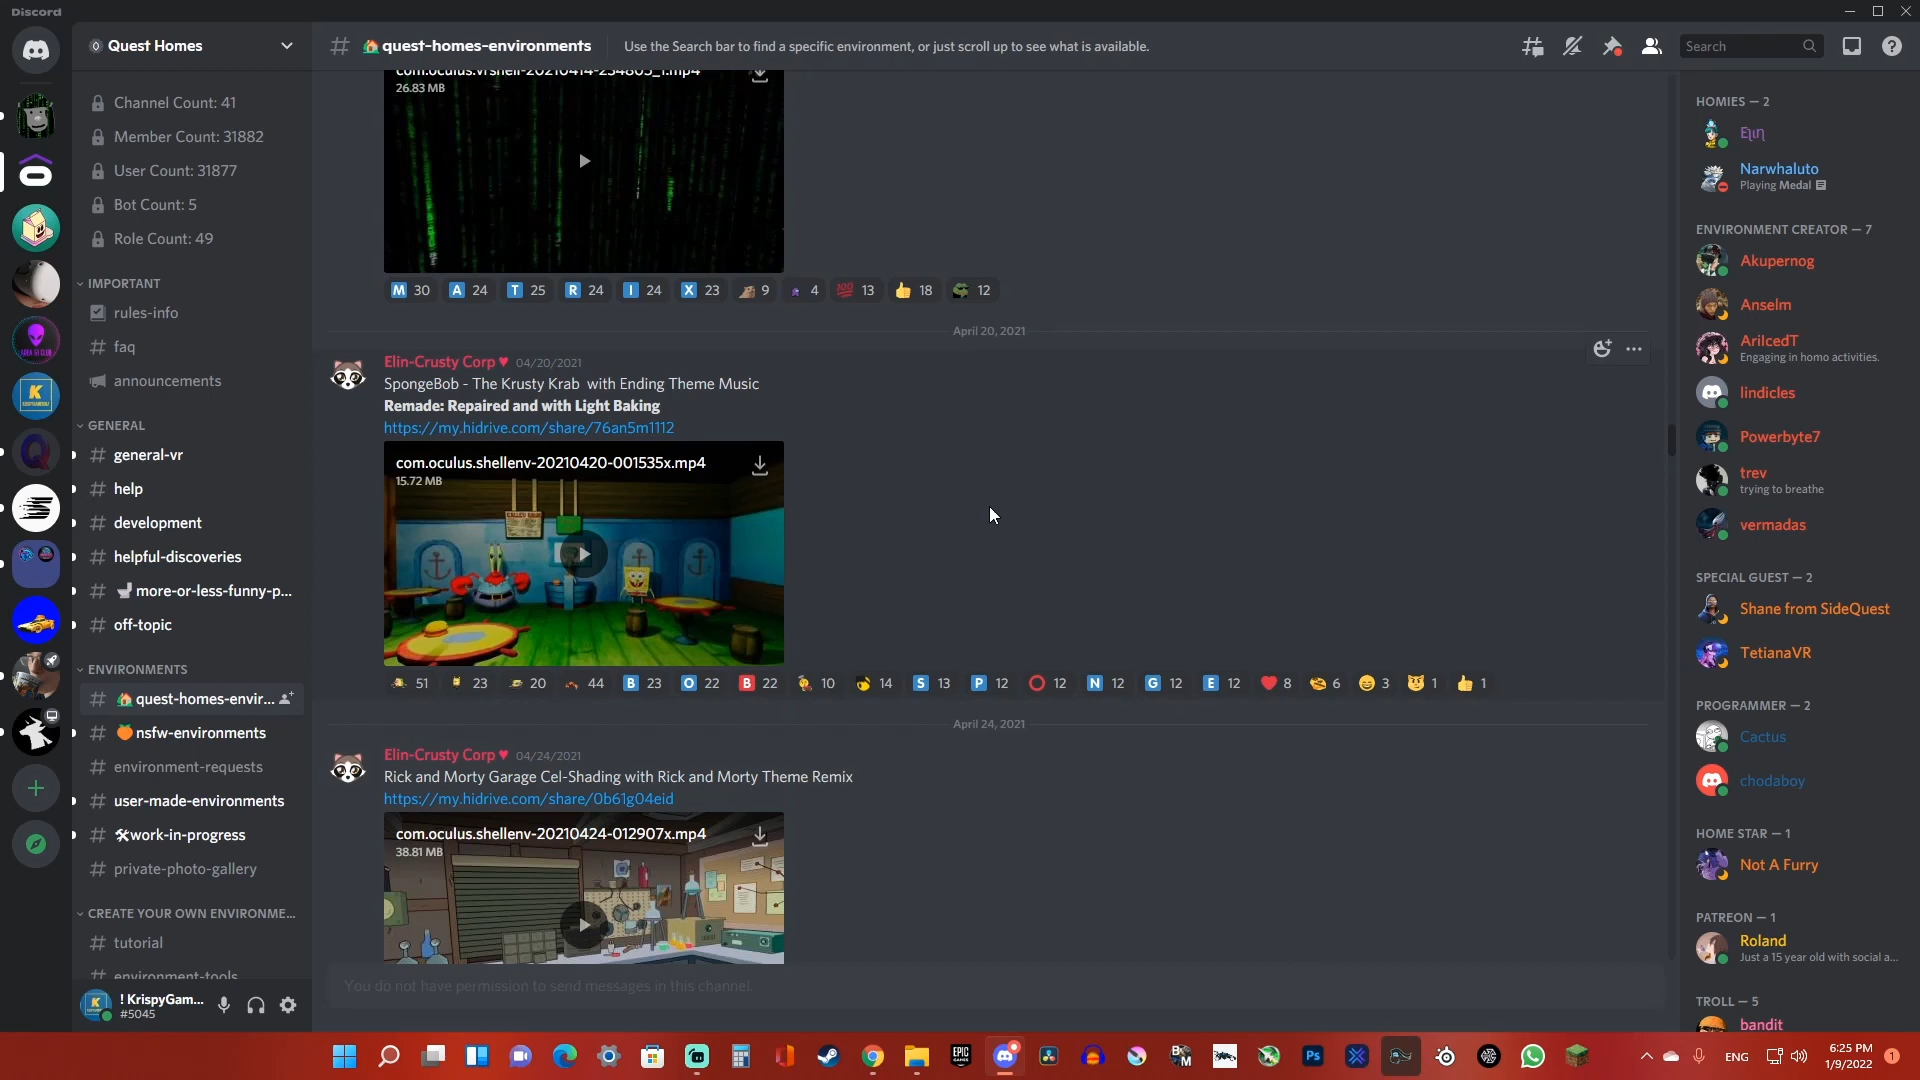 Discord
Quest Homes
quest-homes-environments
Use the Search bar to find a specific environment, or just scroll up to see what is available.
Search
Channel Count: 41
Member Count: 31882
User Count: 31877
Bot Count: 5
Role Count: 49
IMPORTANT
rules-info
faq
announcements
GENERAL
general-vr
help
development
helpful-discoveries
more-or-less-funny-p...
off-topic
ENVIRONMENTS
quest-homes-envir...
nsfw-environments
environment-requests
user-made-environments
work-in-progress
private-photo-gallery
CREATE YOUR OWN ENVIRONME...
tutorial
environment-tools
! KrispyGam...
#5045
com.oculus.vrshell-20210414-234805_1.mp4
26.83 MB
M 30 A 24 T 25 R 24 I 24 X 23 9 4 100 13 18 12
April 20, 2021
Elin-Crusty Corp 04/20/2021
SpongeBob - The Krusty Krab with Ending Theme Music
Remade: Repaired and with Light Baking
https://my.hidrive.com/share/76an5m1112
com.oculus.shellenv-20210420-001535x.mp4
15.72 MB
51 23 20 44 B 23 O 22 B 22 10 14 S 13 P 12 12 N 12 G 12 E 12 8 6 3 1 1
April 24, 2021
Elin-Crusty Corp 04/24/2021
Rick and Morty Garage Cel-Shading with Rick and Morty Theme Remix
https://my.hidrive.com/share/0b61g04eid
com.oculus.shellenv-20210424-012907x.mp4
38.81 MB
You do not have permission to send messages in this channel.
HOMIES — 2
Narwhaluto
Playing Medal
ENVIRONMENT CREATOR — 7
Akupernog
Anselm
ArilcedT
Engaging in homo activities.
lindicles
Powerbyte7
trev
trying to breathe
vermadas
SPECIAL GUEST — 2
Shane from SideQuest
TetianaVR
PROGRAMMER — 2
Cactus
chodaboy
HOME STAR — 1
Not A Furry
PATREON — 1
Roland
Just a 15 year old with social a...
TROLL — 5
bandit
EPIC
GAMES
Ps
ENG
6:25 PM
1/9/2022
1